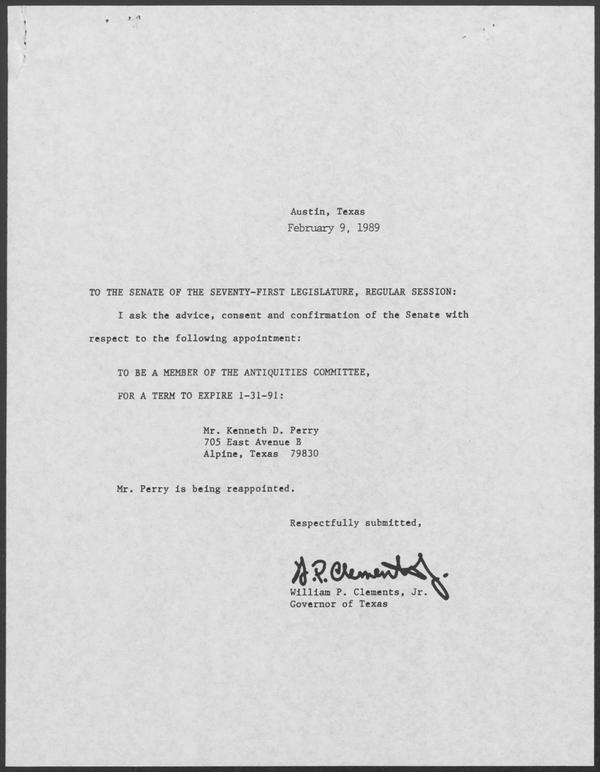 Austin, Texas
February 9, 1989
TO THE SENATE OF THE SEVENTY-FIRST LEGISLATURE, REGULAR SESSION:
I ask the advice, consent and confirmation of the Senate with
respect to the following appointment:
TO BE A MEMBER OF THE ANTIQUITIES COMMITTEE,
FOR A TERM TO EXPIRE 1-31-91:
Mr. Kenneth D. Perry
705 East Avenue B
Alpine, Texas 79830
Mr. Perry is being reappointed.
Respectfully submitted,
W.P. Clements Jr.
William P. Clements, Jr.
Governor of Texas